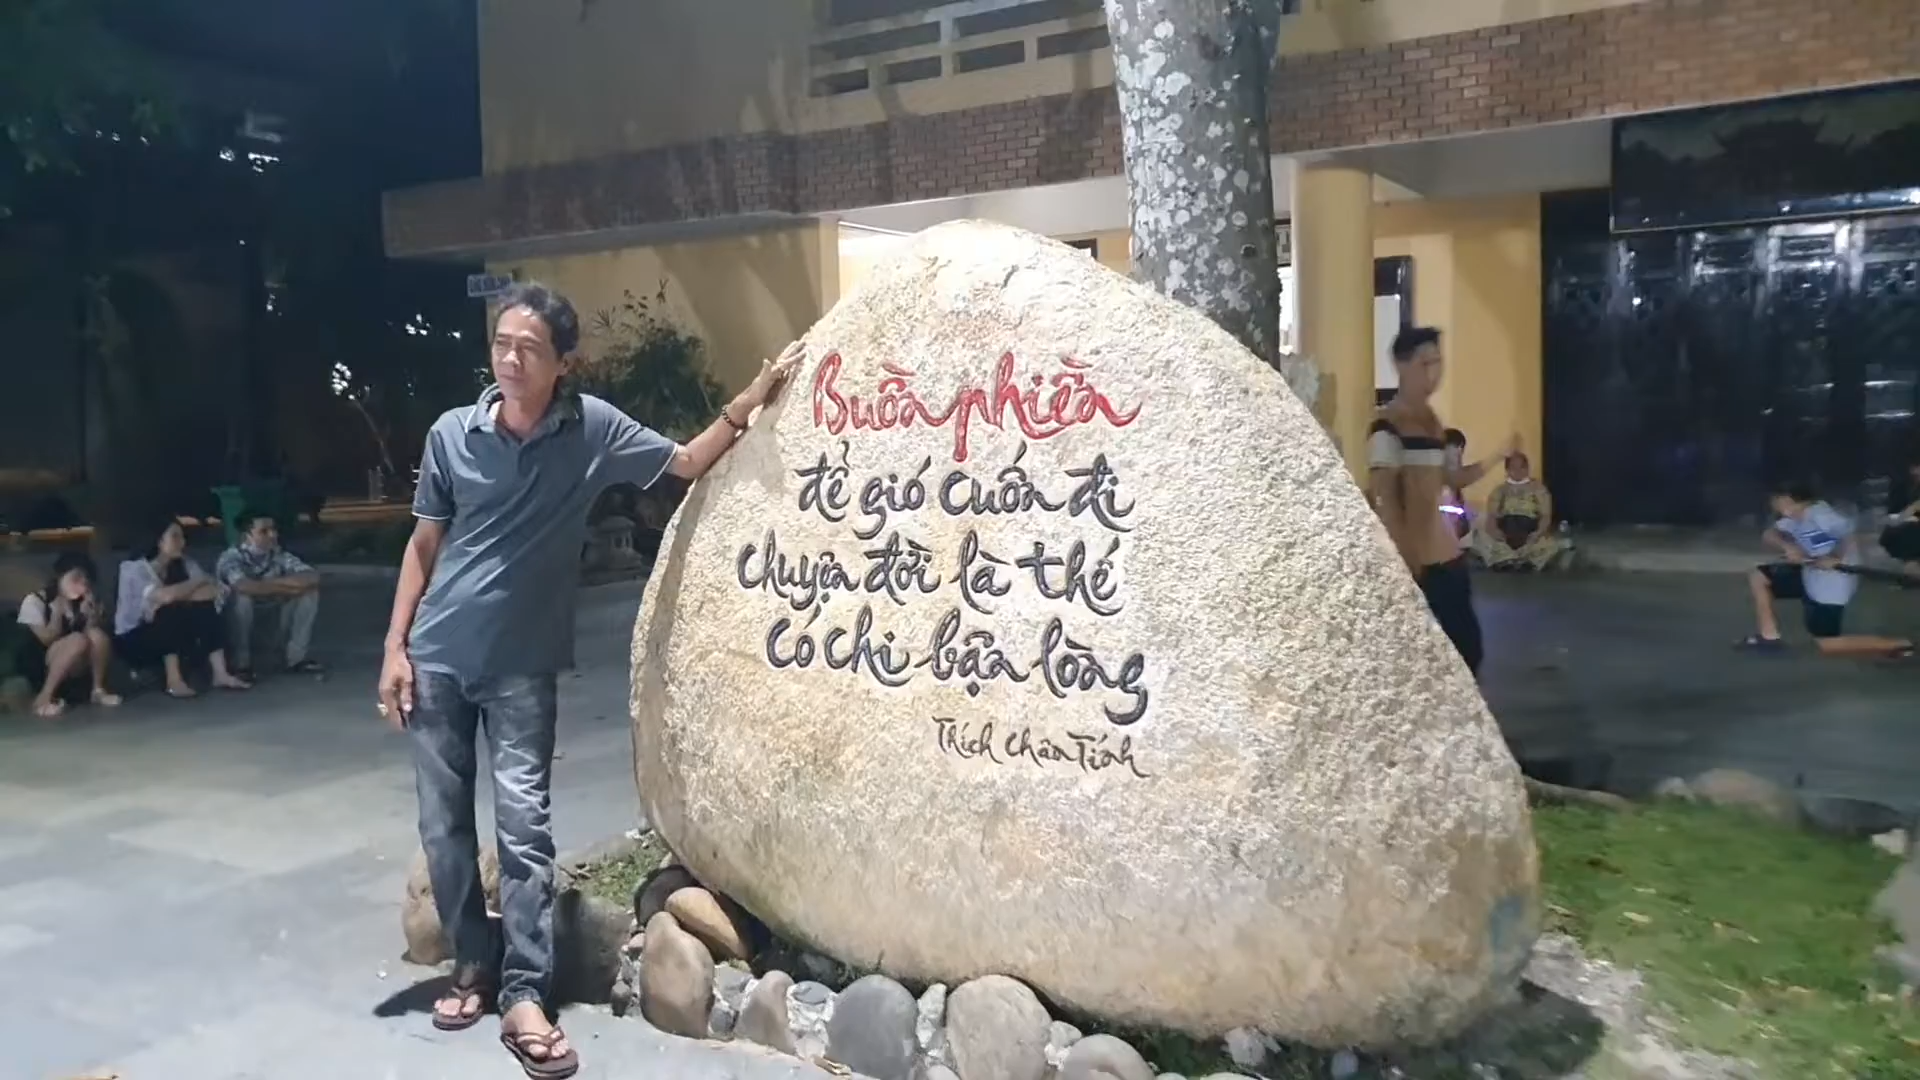 Buồn phiền
để gió cuốn đi
chuyện đời là thế
có chi bận lòng
Thích Chân Tính